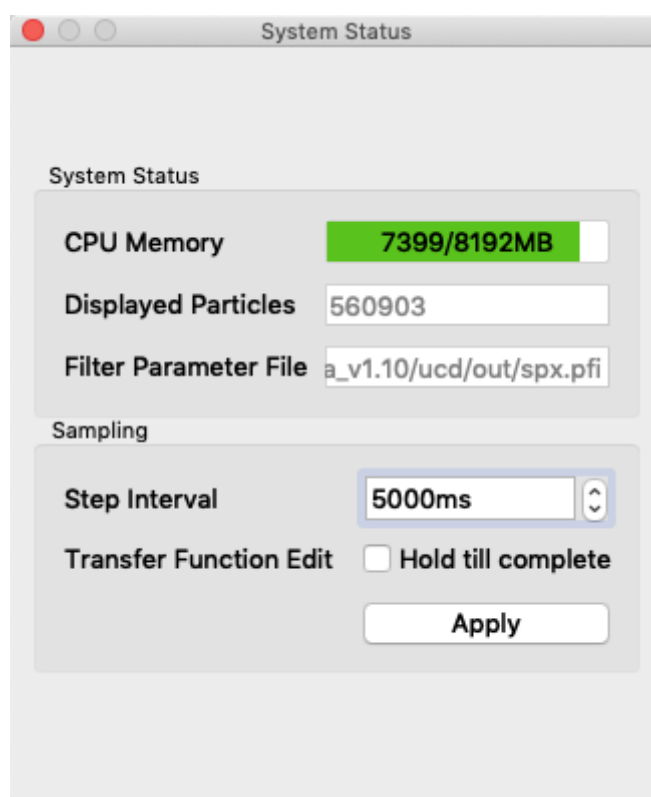 System Status
System Status
CPU Memory 7399/8192MB
Displayed Particles 560903
Filter Parameter File a_v1.10/ucd/out/spx.pfi
Sampling
Step Interval 5000ms
Transfer Function Edit Hold till complete
Apply